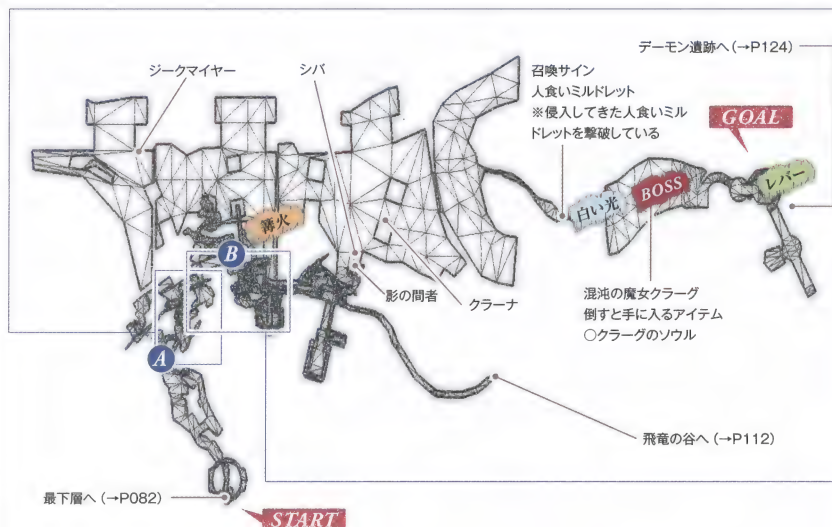 デーモン遺跡へ(→P124)
ジークマイヤー
シバ
召喚サイン
人食いミルドレット
※侵入してきた人食いミル
ドレットを撃破している
GOAL
レバー
BOSS
白い光
篝火
B
影の間者
クラーナ
混沌の魔女クラーグ
倒すと手に入るアイテム
○クラーグのソウル
A
飛竜の谷へ(→P112)
最下層へ(→P082)
START